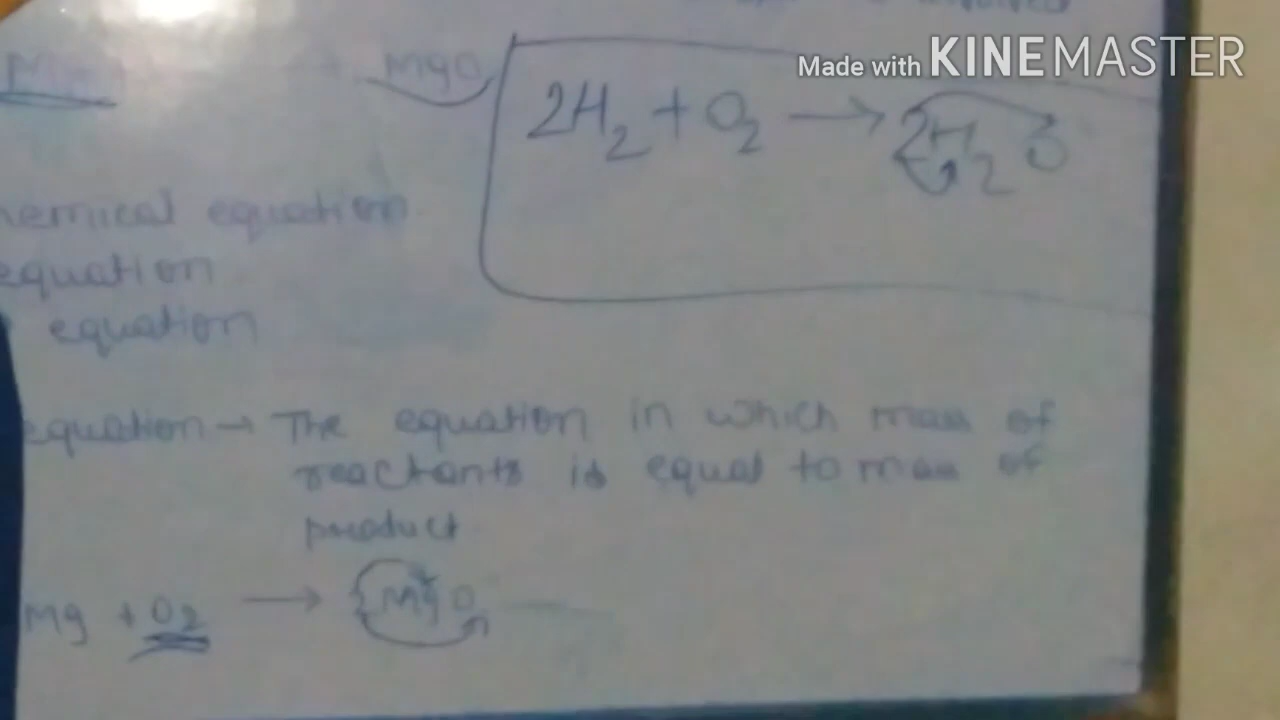 Made with KINEMASTER
MgO
2H2 + O2 → 2H2O
hemical equation
equation
equation
equation → The equation in which mass of
reactants is equal to mass of
product
Mg + O2 → MgO